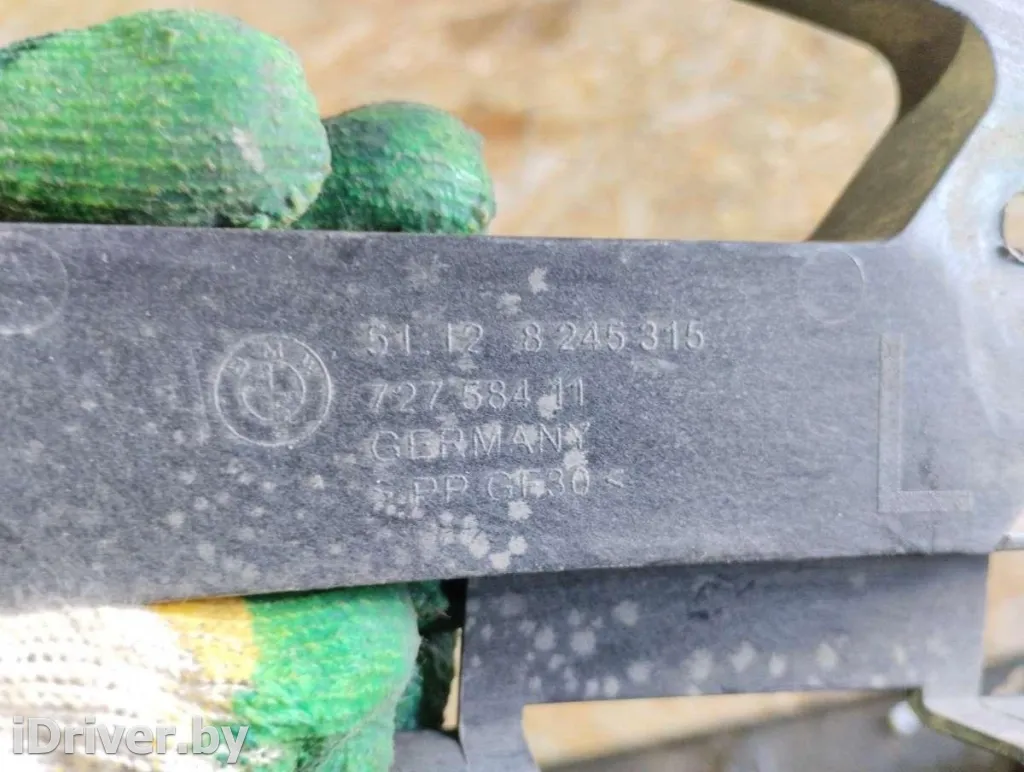 BMW
51.12 8 245 315
727 584 11
GERMANY
>PP GF30<
L
iDriver.by